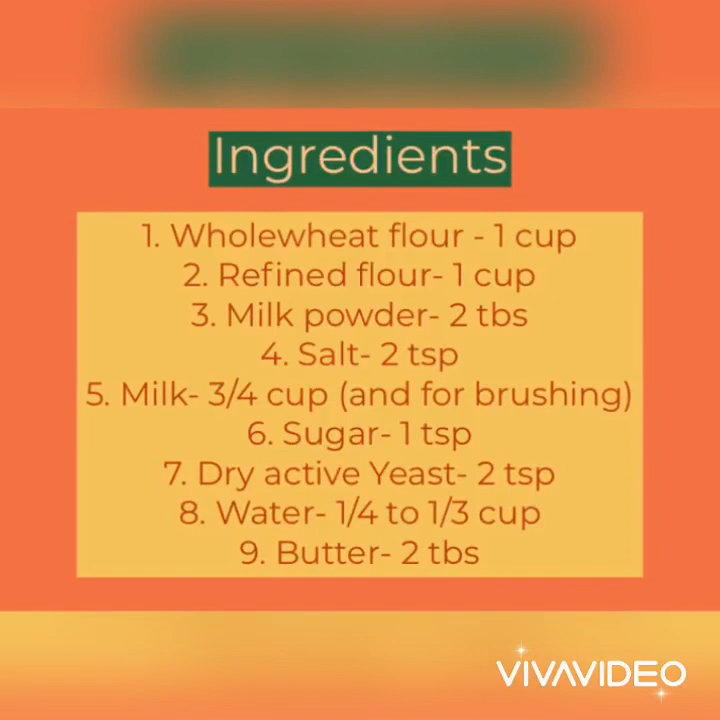 Ingredients
1. Wholewheat flour - 1 cup
2. Refined flour- 1 cup
3. Milk powder- 2 tbs
4. Salt- 2 tsp
5. Milk- 3/4 cup (and for brushing)
6. Sugar- 1 tsp
7. Dry active Yeast- 2 tsp
8. Water- 1/4 to 1/3 cup
9. Butter- 2 tbs
VIVAVIDEO